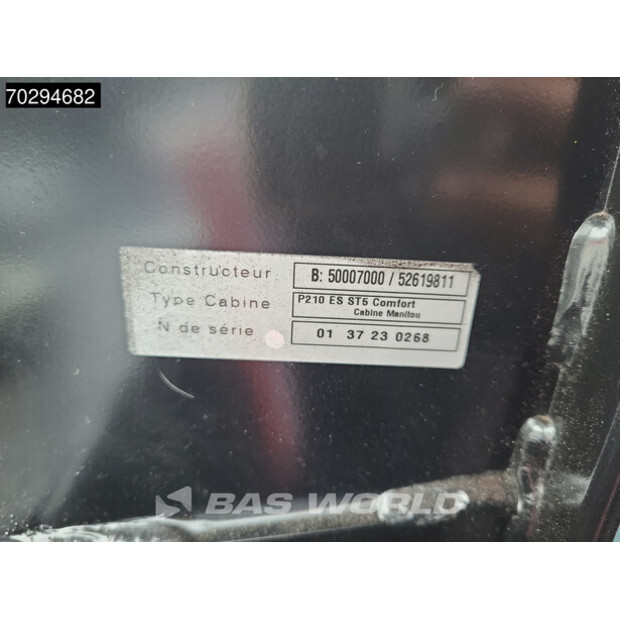 70294682
Constructeur B: 50007000 / 52619811
Type Cabine P210 ES ST5 Comfort
Cabine Manitou
N de série 01 37 23 0268
BAS WORLD